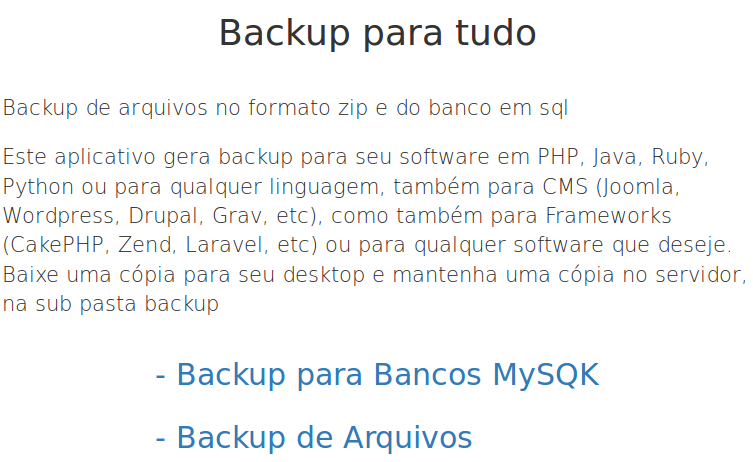 Backup para tudo
Backup de arquivos no formato zip e do banco em sql
Este aplicativo gera backup para seu software em PHP, Java, Ruby,
Python ou para qualquer linguagem, também para CMS (Joomla,
Wordpress, Drupal, Grav, etc), como também para Frameworks
(CakePHP, Zend, Laravel, etc) ou para qualquer software que deseje.
Baixe uma cópia para seu desktop e mantenha uma cópia no servidor,
na sub pasta backup
- Backup para Bancos MySQK
- Backup de Arquivos